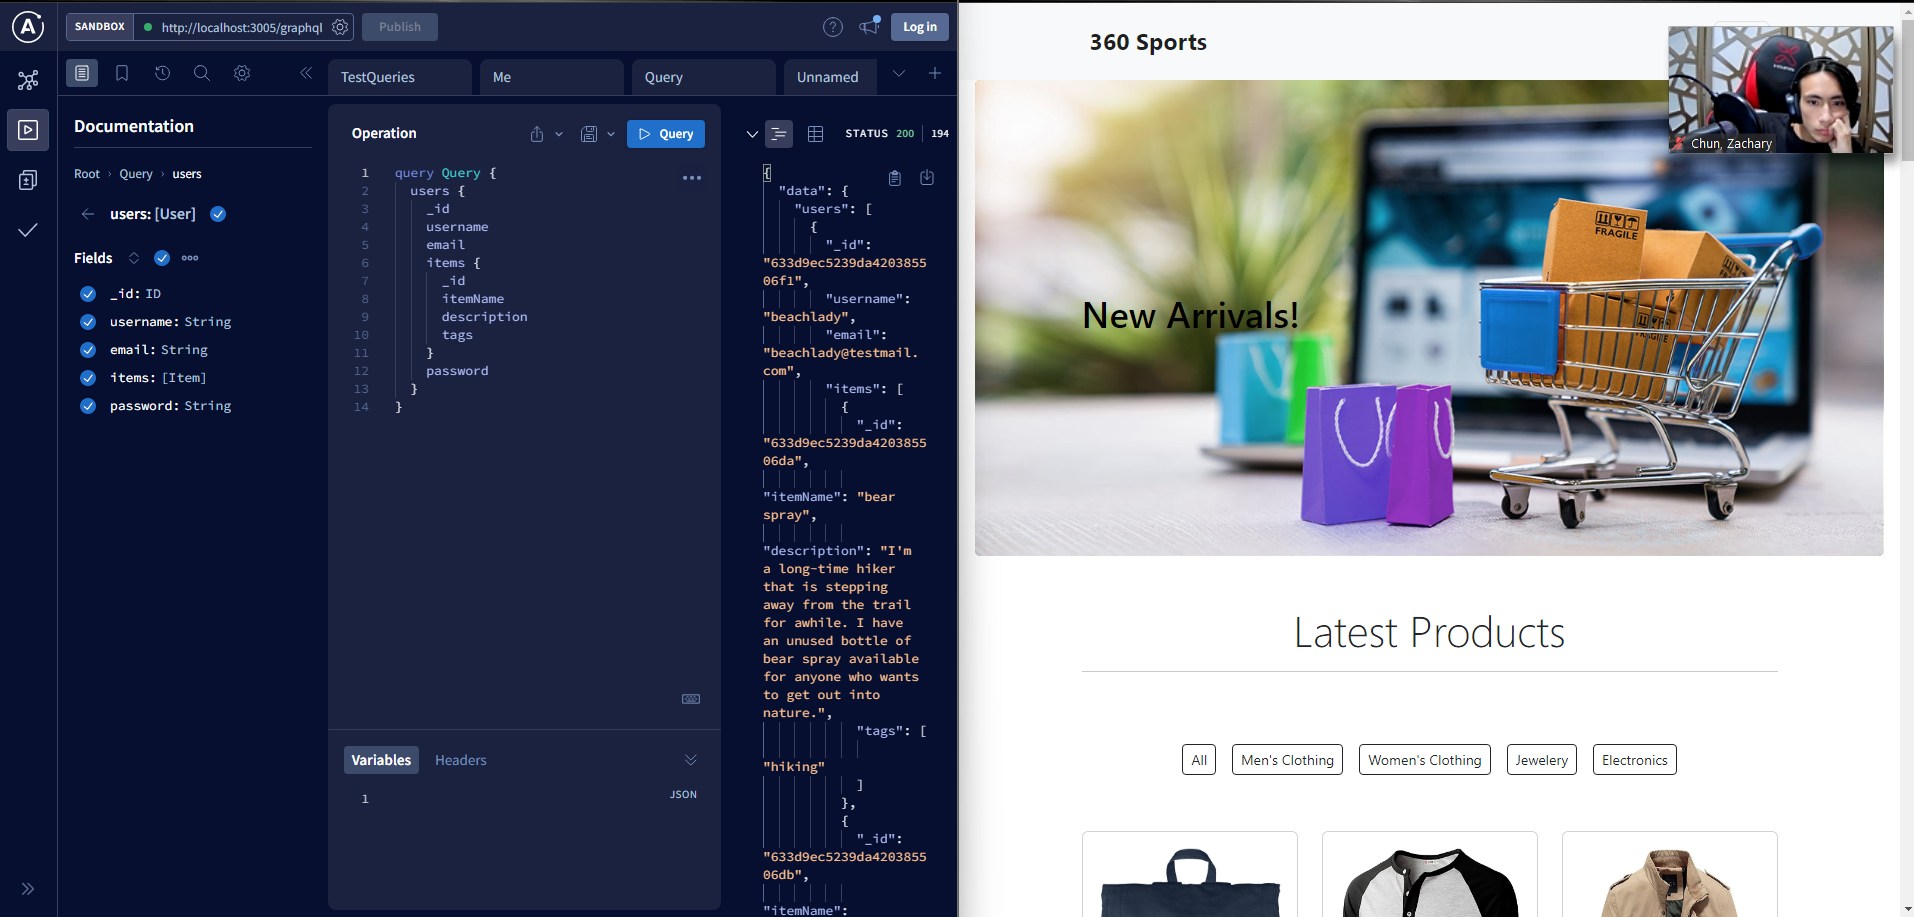 SANDBOX
http://localhost:3005/graphql
Publish
?
Log in
TestQueries
Me
Query
Unnamed
Documentation
Root › Query › users
users: [User]
Fields
_id: ID
username: String
email: String
items: [Item]
password: String
Operation
Query
1 query Query {
2 users {
3 _id
4 username
5 email
6 items {
7 _id
8 itemName
9 description
10 tags
11 }
12 password
13 }
14 }
Variables
Headers
JSON
1
STATUS 200 194
{
"data": {
"users": [
{
"_id":
"633d9ec5239da4203855
06f1",
"username":
"beachlady",
"email":
"beachlady@testmail.
com",
"items": [
{
"_id":
"633d9ec5239da4203855
06da",
"itemName": "bear
spray",
"description": "I'm
a long-time hiker
that is stepping
away from the trail
for awhile. I have
an unused bottle of
bear spray available
for anyone who wants
to get out into
nature.",
"tags": [
"hiking"
]
},
{
"_id":
"633d9ec5239da4203855
06db",
"itemName":
360 Sports
Chun, Zachary
FRAGILE
New Arrivals!
Latest Products
All
Men's Clothing
Women's Clothing
Jewelery
Electronics